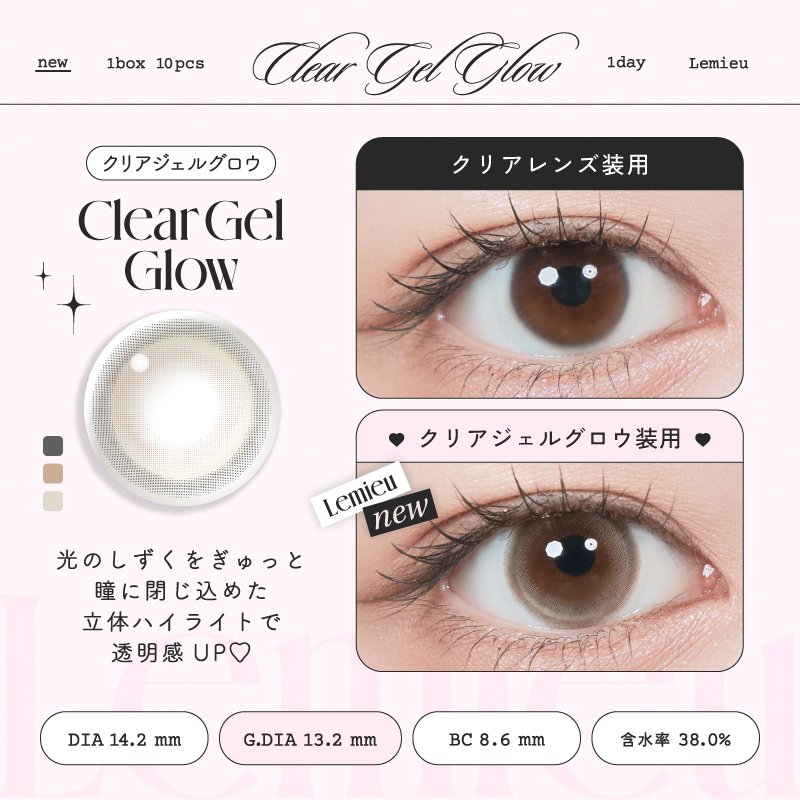 new
1box 10pcs
Clear Gel Glow
1day
Lemieu
クリアジェルグロウ
Clear Gel
Glow
光のしずくをぎゅっと
瞳に閉じ込めた
立体ハイライトで
透明感 UP♡
クリアレンズ装用
♥ クリアジェルグロウ装用 ♥
Lemieu
new
Lemieu
DIA 14.2 mm
G.DIA 13.2 mm
BC 8.6 mm
含水率 38.0%